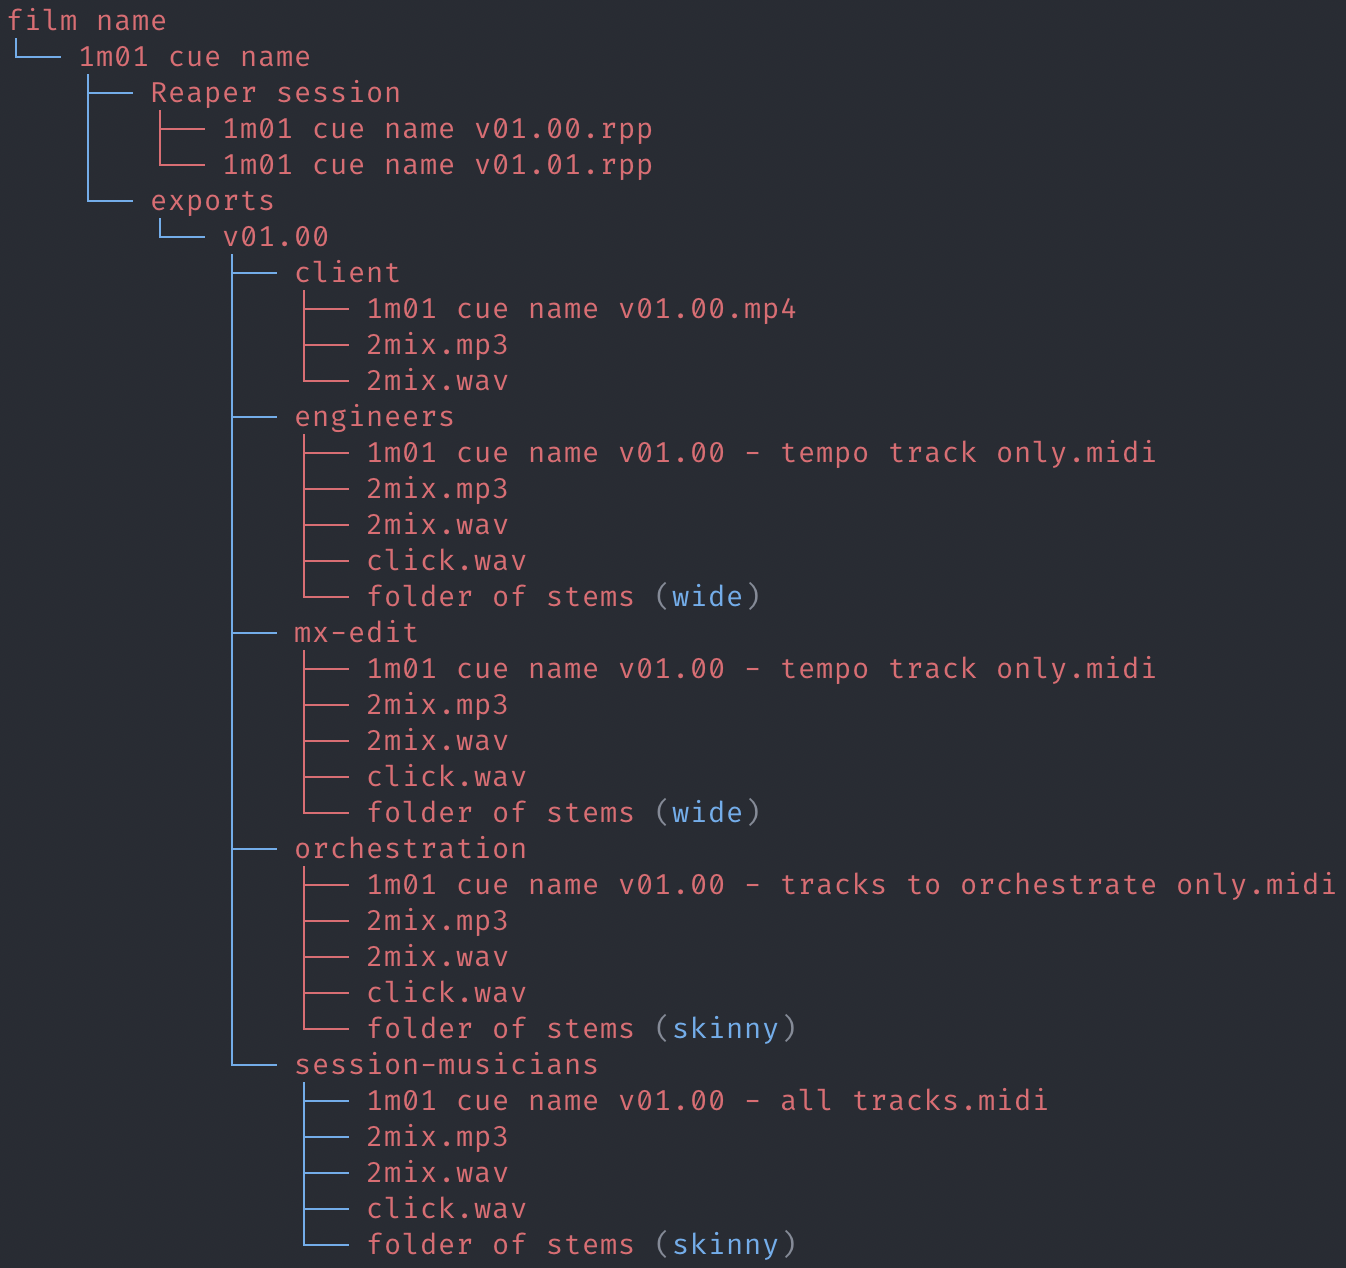 film name
└── 1m01 cue name
    ├── Reaper session
    │   ├── 1m01 cue name v01.00.rpp
    │   └── 1m01 cue name v01.01.rpp
    └── exports
        └── v01.00
            ├── client
            │   ├── 1m01 cue name v01.00.mp4
            │   ├── 2mix.mp3
            │   └── 2mix.wav
            ├── engineers
            │   ├── 1m01 cue name v01.00 - tempo track only.midi
            │   ├── 2mix.mp3
            │   ├── 2mix.wav
            │   ├── click.wav
            │   └── folder of stems (wide)
            ├── mx-edit
            │   ├── 1m01 cue name v01.00 - tempo track only.midi
            │   ├── 2mix.mp3
            │   ├── 2mix.wav
            │   ├── click.wav
            │   └── folder of stems (wide)
            ├── orchestration
            │   ├── 1m01 cue name v01.00 - tracks to orchestrate only.midi
            │   ├── 2mix.mp3
            │   ├── 2mix.wav
            │   ├── click.wav
            │   └── folder of stems (skinny)
            └── session-musicians
                ├── 1m01 cue name v01.00 - all tracks.midi
                ├── 2mix.mp3
                ├── 2mix.wav
                ├── click.wav
                └── folder of stems (skinny)